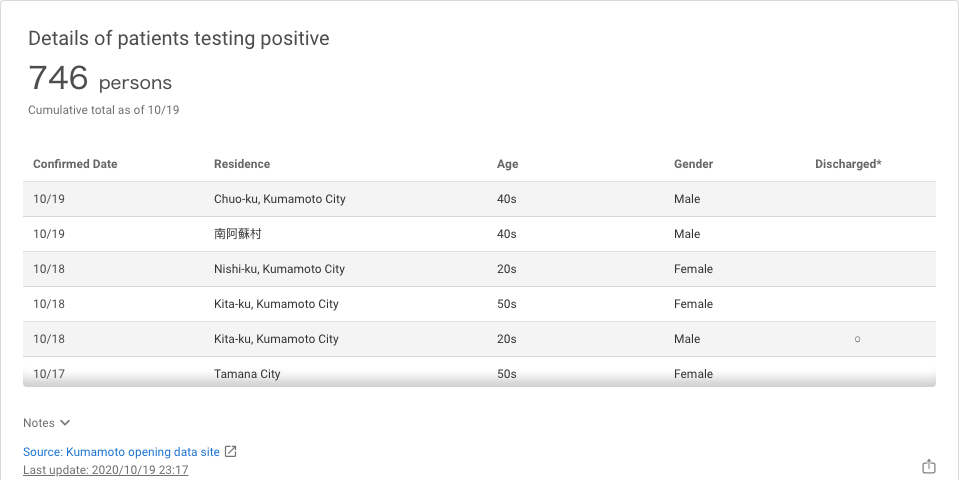 Details of patients testing positive
746 persons
Cumulative total as of 10/19
Confirmed Date Residence Age Gender Discharged*
10/19 Chuo-ku, Kumamoto City 40s Male
10/19 南阿蘇村 40s Male
10/18 Nishi-ku, Kumamoto City 20s Female
10/18 Kita-ku, Kumamoto City 50s Female
10/18 Kita-ku, Kumamoto City 20s Male ○
10/17 Tamana City 50s Female
Notes
Source: Kumamoto opening data site
Last update: 2020/10/19 23:17